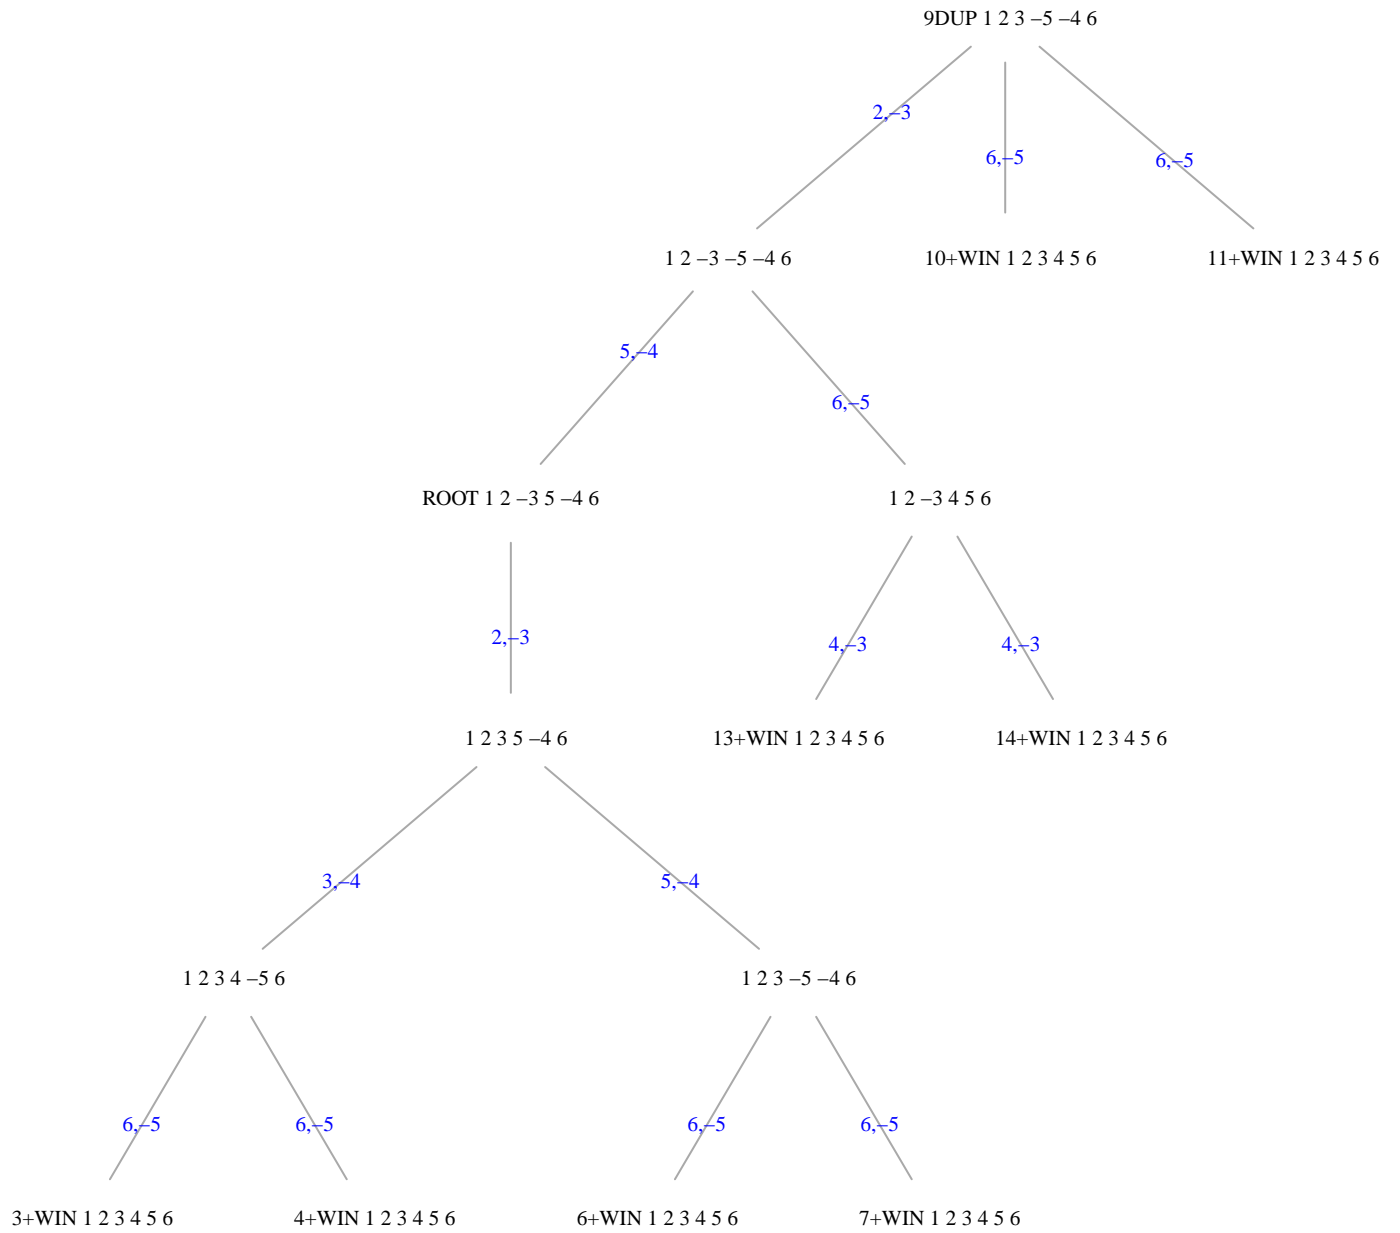 9DUP 1 2 3 –5 –4 6
2,–3
6,–5
6,–5
1 2 –3 –5 –4 6
10+WIN 1 2 3 4 5 6
11+WIN 1 2 3 4 5 6
5,–4
6,–5
ROOT 1 2 –3 5 –4 6
1 2 –3 4 5 6
2,–3
4,–3
4,–3
1 2 3 5 –4 6
13+WIN 1 2 3 4 5 6
14+WIN 1 2 3 4 5 6
3,–4
5,–4
1 2 3 4 –5 6
1 2 3 –5 –4 6
6,–5
6,–5
6,–5
6,–5
3+WIN 1 2 3 4 5 6
4+WIN 1 2 3 4 5 6
6+WIN 1 2 3 4 5 6
7+WIN 1 2 3 4 5 6